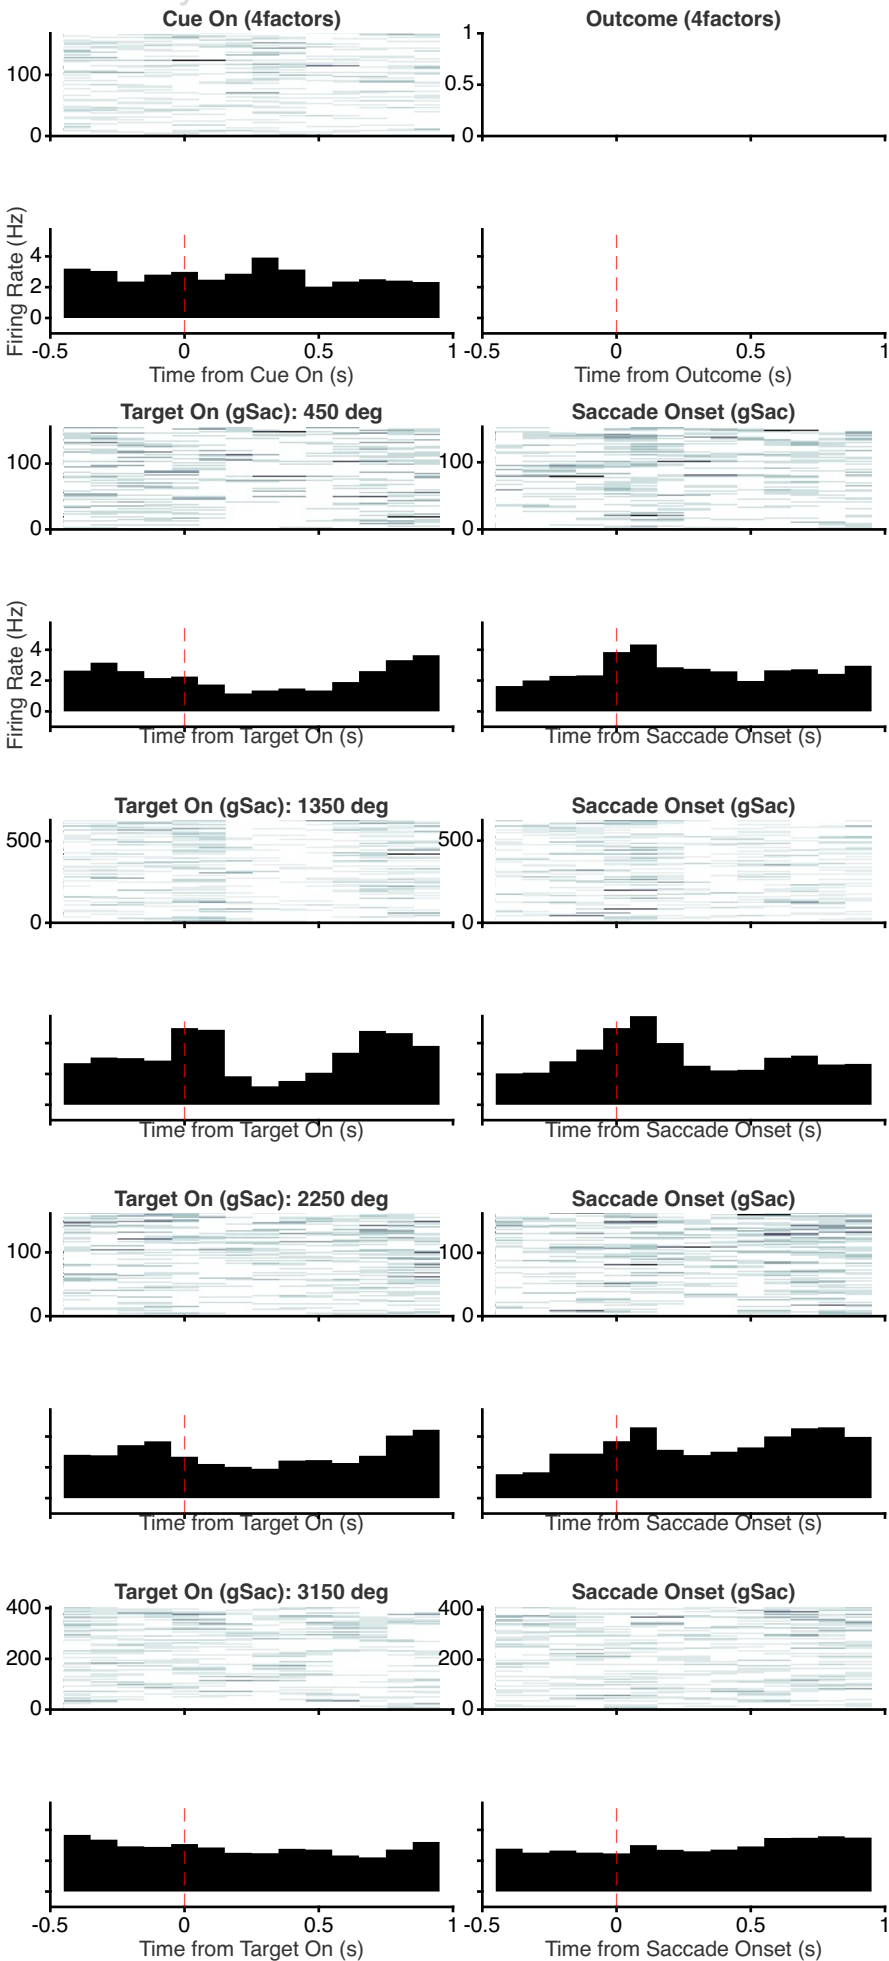 Cue On (4factors)
Outcome (4factors)
100
0
1
0.5
0
Firing Rate (Hz)
4
2
0
-0.5 0 0.5 1
Time from Cue On (s)
-0.5 0 0.5 1
Time from Outcome (s)
Target On (gSac): 450 deg
Saccade Onset (gSac)
100
0
100
0
Firing Rate (Hz)
4
2
0
Time from Target On (s)
Time from Saccade Onset (s)
Target On (gSac): 1350 deg
Saccade Onset (gSac)
500
0
500
0
Time from Target On (s)
Time from Saccade Onset (s)
Target On (gSac): 2250 deg
Saccade Onset (gSac)
100
0
100
0
Time from Target On (s)
Time from Saccade Onset (s)
Target On (gSac): 3150 deg
Saccade Onset (gSac)
400
200
0
400
200
0
-0.5 0 0.5 1
Time from Target On (s)
-0.5 0 0.5 1
Time from Saccade Onset (s)